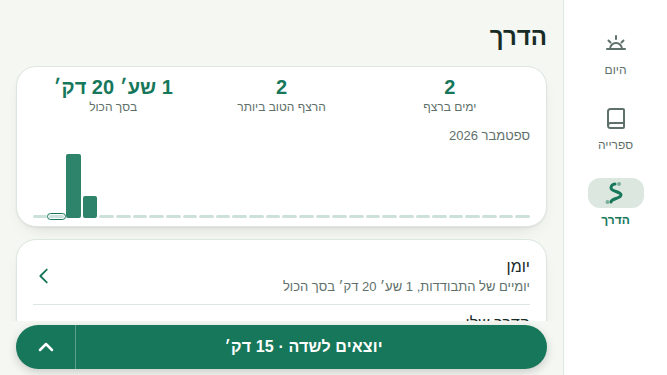 היום
ספרייה
הדרך
הדרך
2
ימים ברצף
2
הרצף הטוב ביותר
1 שע׳ 20 דק׳
בסך הכול
ספטמבר 2026
יומן
יומיים של התבודדות, 1 שע׳ 20 דק׳ בסך הכול
יוצאים לשדה · 15 דק׳